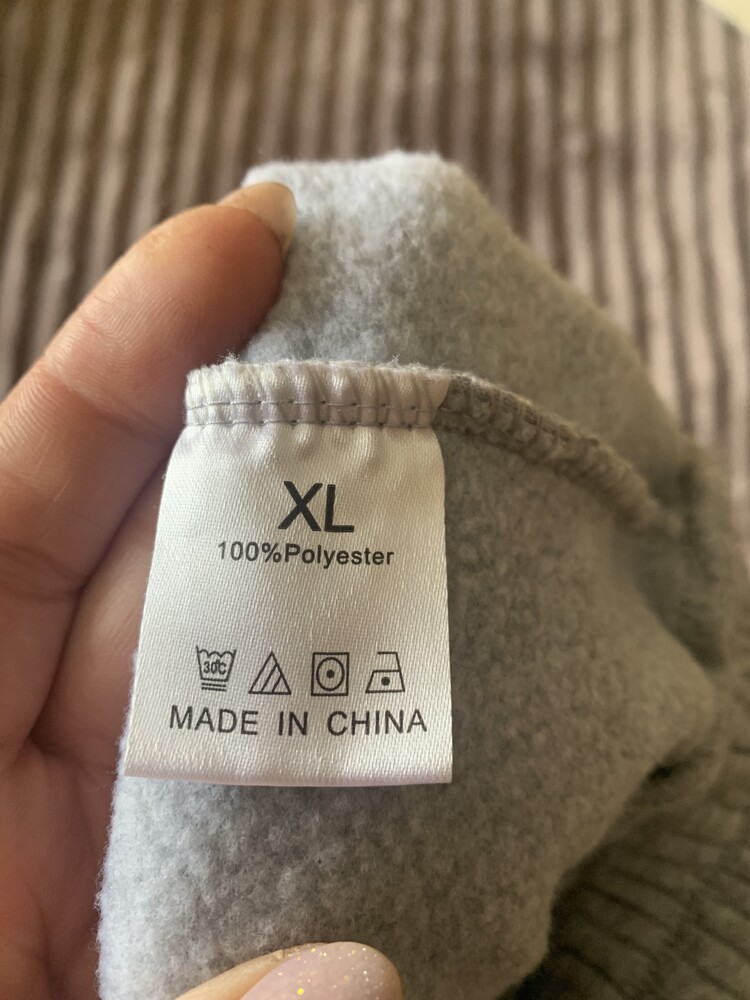 XL
100%Polyester
30℃
MADE IN CHINA